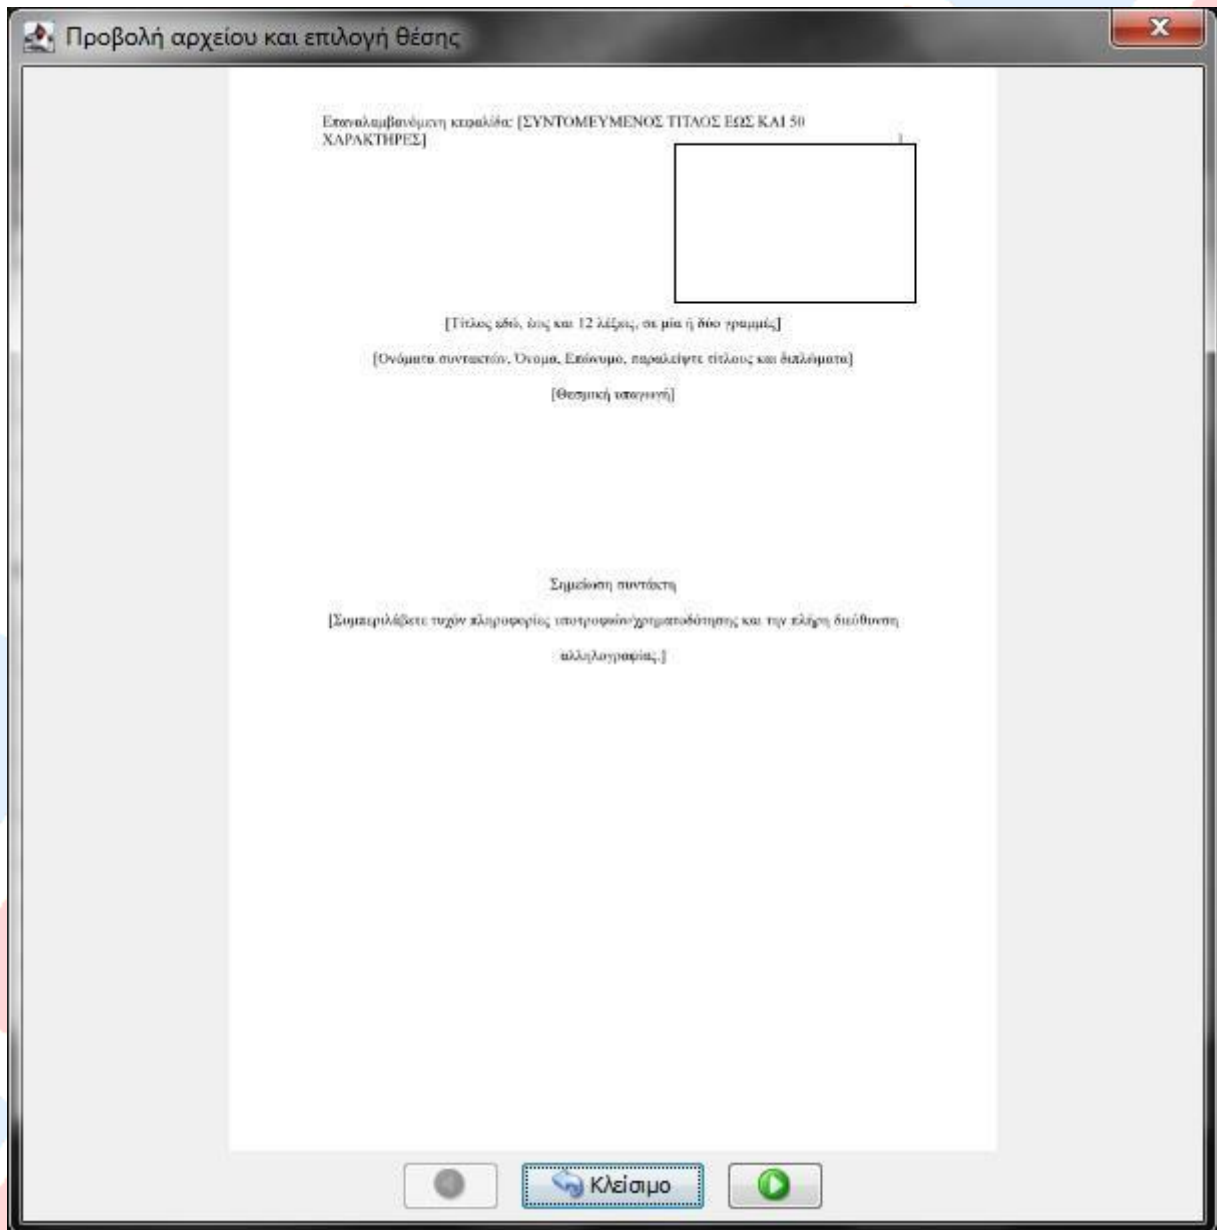 Προβολή αρχείου και επιλογή θέσης
Επαναλαμβανόμενη κεφαλίδα: [ΣΥΝΤΟΜΕΥΜΕΝΟΣ ΤΙΤΛΟΣ ΕΩΣ ΚΑΙ 50
ΧΑΡΑΚΤΗΡΕΣ]
[Τίτλος εδώ, έως και 12 λέξεις, σε μία ή δύο γραμμές]
[Ονόματα συντακτών, Όνομα, Επώνυμο, παραλείψτε τίτλους και διπλώματα]
[Θεσμική υπαγωγή]
Σημείωση συντάκτη
[Συμπεριλάβετε τυχόν πληροφορίες υποτροφιών/χρηματοδότησης και την πλήρη διεύθυνση
αλληλογραφίας.]
Κλείσιμο